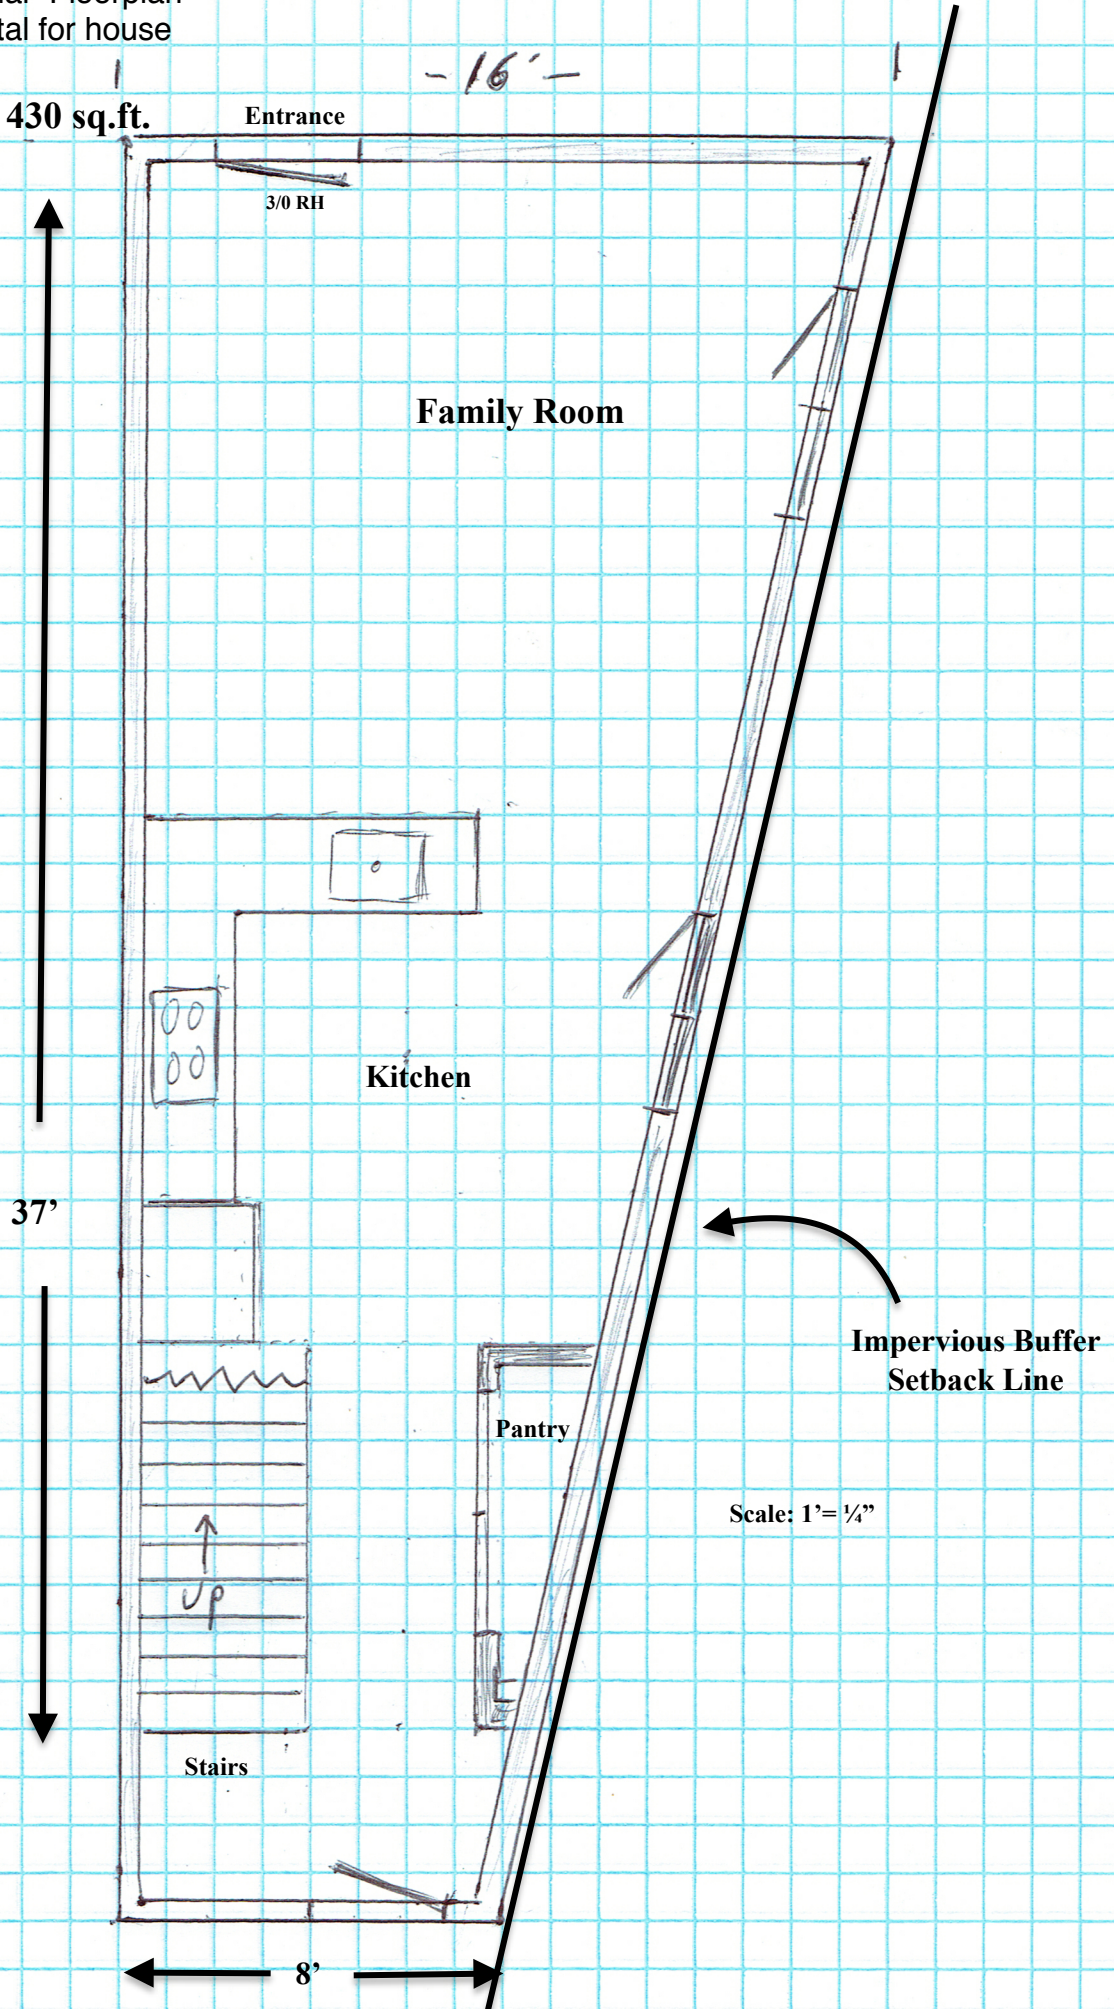 Floorplan
for house
-16'-
430 sq.ft.
Entrance
3/0 RH
Family Room
Kitchen
37’
Impervious Buffer
Setback Line
Pantry
Scale: 1’= ¼”
Up
Stairs
8’